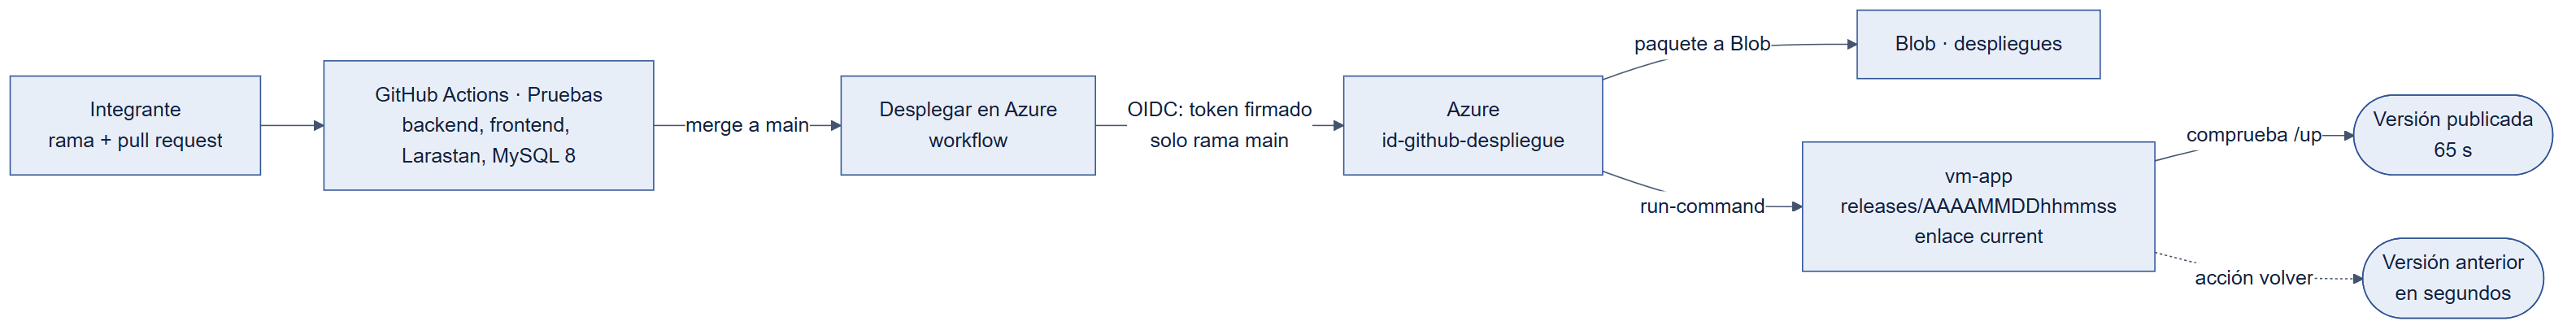 Integrante
rama + pull request
GitHub Actions · Pruebas
backend, frontend,
Larastan, MySQL 8
merge a main
Desplegar en Azure
workflow
OIDC: token firmado
solo rama main
Azure
id-github-despliegue
paquete a Blob
Blob · despliegues
run-command
vm-app
releases/AAAAMMDDhhmmss
enlace current
comprueba /up
Versión publicada
65 s
acción volver
Versión anterior
en segundos